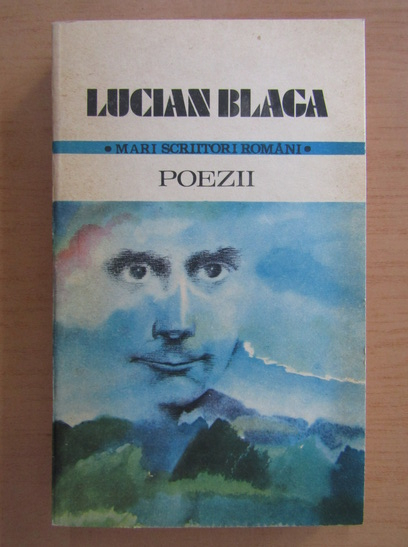 LUCIAN BLAGA
• MARI SCRIITORI ROMÂNI •
POEZII